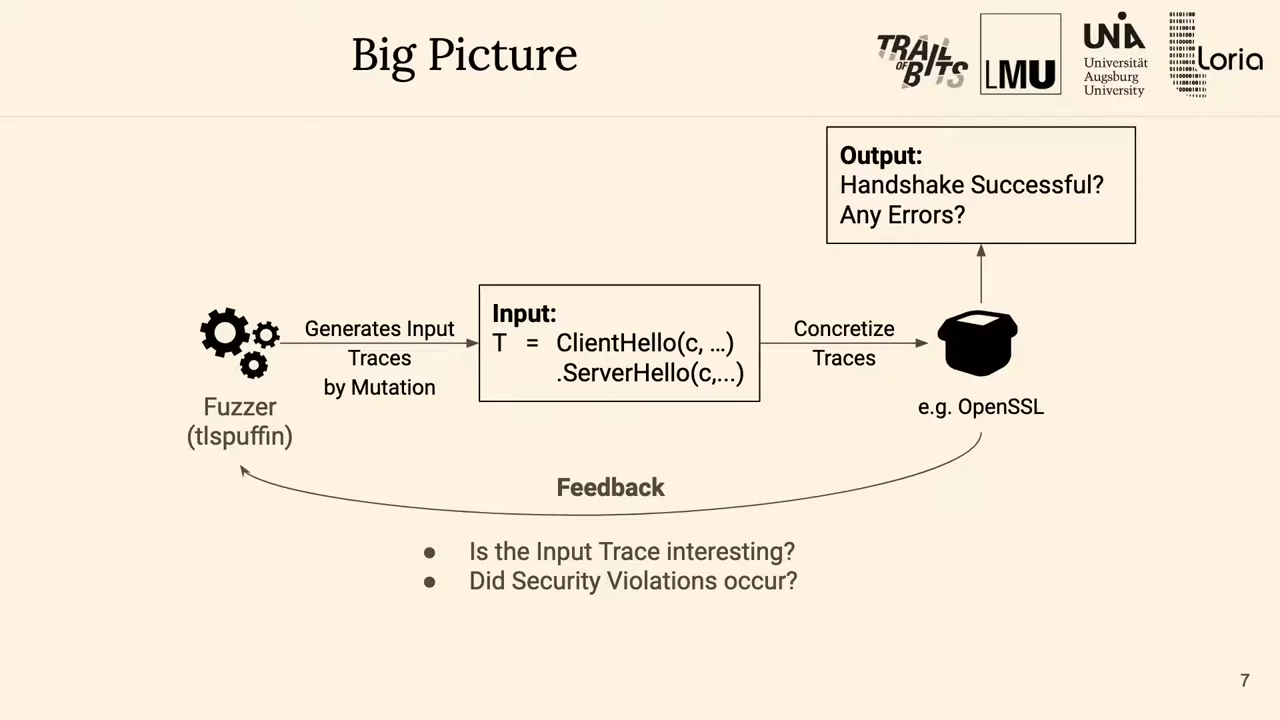 Big Picture
TRAIL
OF
BITS
LMU
UNIA
Universität
Augsburg
University
Loria
Output:
Handshake Successful?
Any Errors?
Generates Input
Traces
by Mutation
Input:
T = ClientHello(c, …)
.ServerHello(c,...)
Concretize
Traces
Fuzzer
(tlspuffin)
e.g. OpenSSL
Feedback
● Is the Input Trace interesting?
● Did Security Violations occur?
7